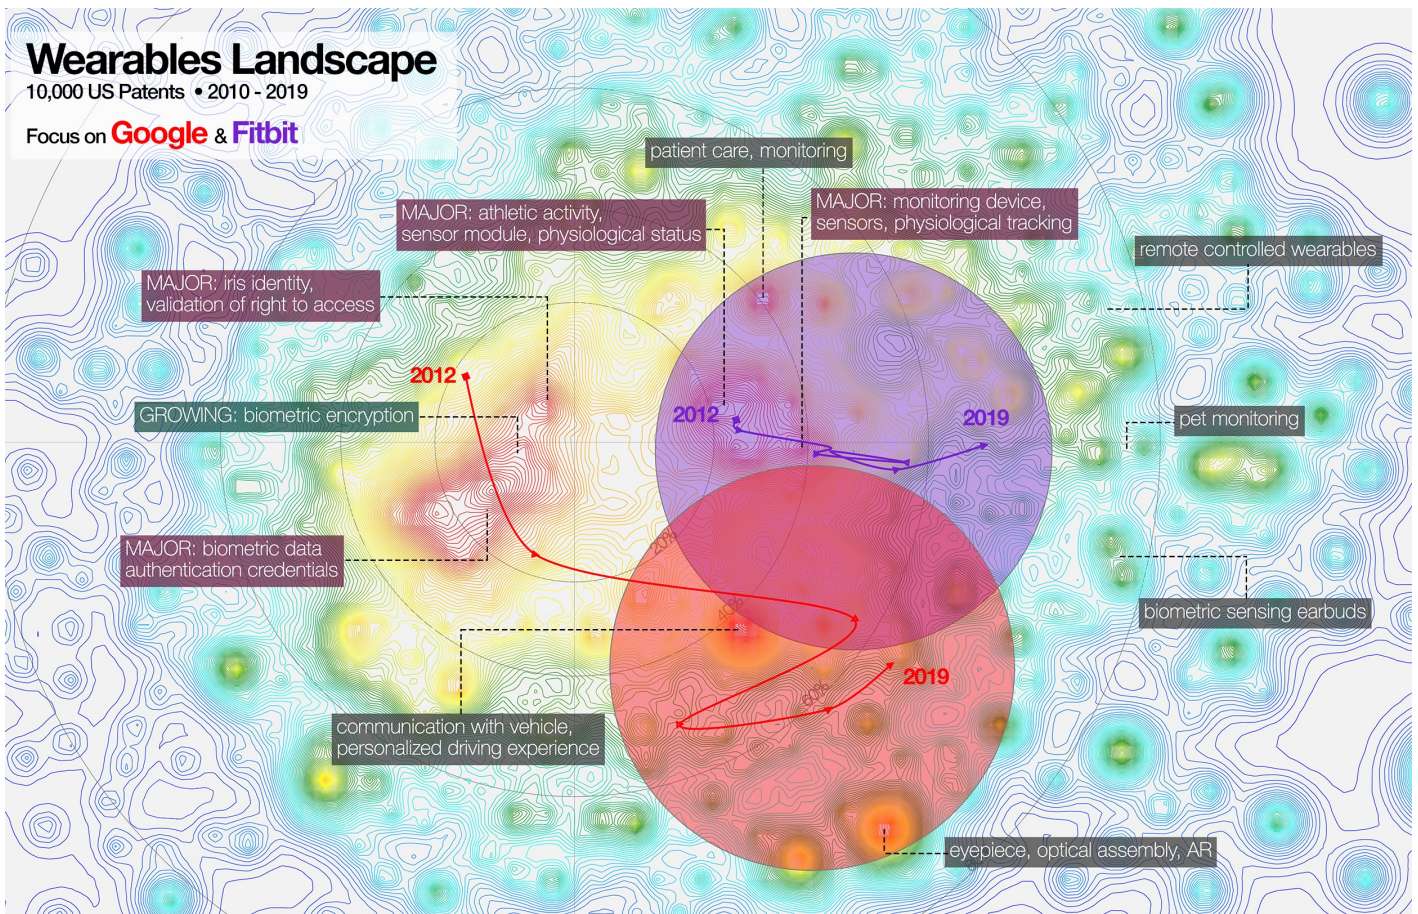 Wearables Landscape
10,000 US Patents • 2010 - 2019
Focus on Google & Fitbit
patient care, monitoring
MAJOR: athletic activity,
sensor module, physiological status
MAJOR: monitoring device,
sensors, physiological tracking
remote controlled wearables
MAJOR: iris identity,
validation of right to access
2012
GROWING: biometric encryption
2012
2019
pet monitoring
MAJOR: biometric data
authentication credentials
20%
40%
biometric sensing earbuds
60%
2019
communication with vehicle,
personalized driving experience
eyepiece, optical assembly, AR